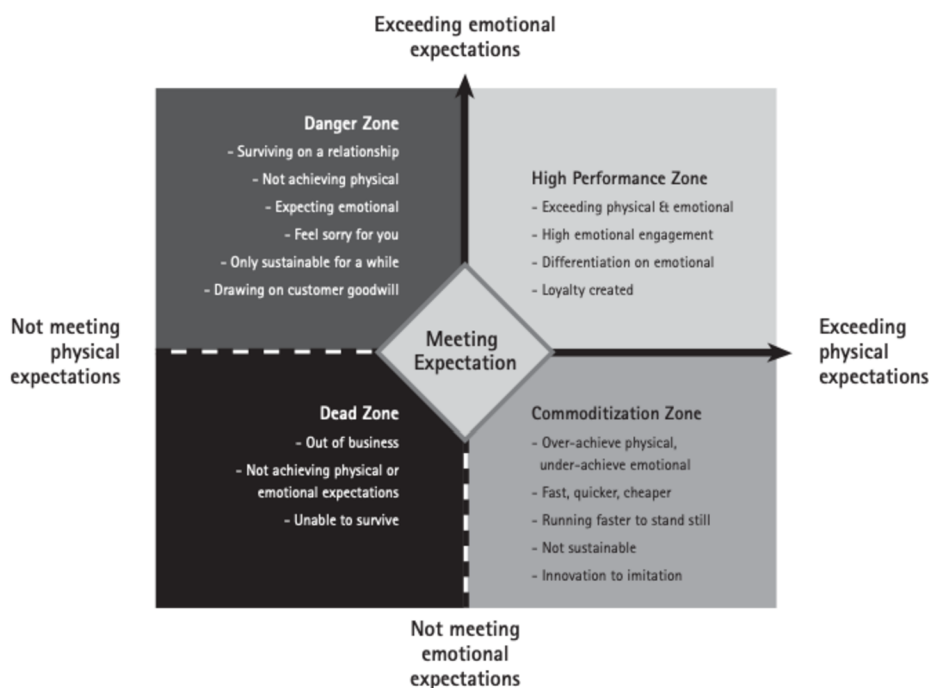 Exceeding emotional
expectations
Danger Zone
- Surviving on a relationship
- Not achieving physical
- Expecting emotional
- Feel sorry for you
- Only sustainable for a while
- Drawing on customer goodwill
High Performance Zone
- Exceeding physical & emotional
- High emotional engagement
- Differentiation on emotional
- Loyalty created
Not meeting
physical
expectations
Meeting
Expectation
Exceeding
physical
expectations
Dead Zone
- Out of business
- Not achieving physical or
emotional expectations
- Unable to survive
Commoditization Zone
- Over-achieve physical,
under-achieve emotional
- Fast, quicker, cheaper
- Running faster to stand still
- Not sustainable
- Innovation to imitation
Not meeting
emotional
expectations